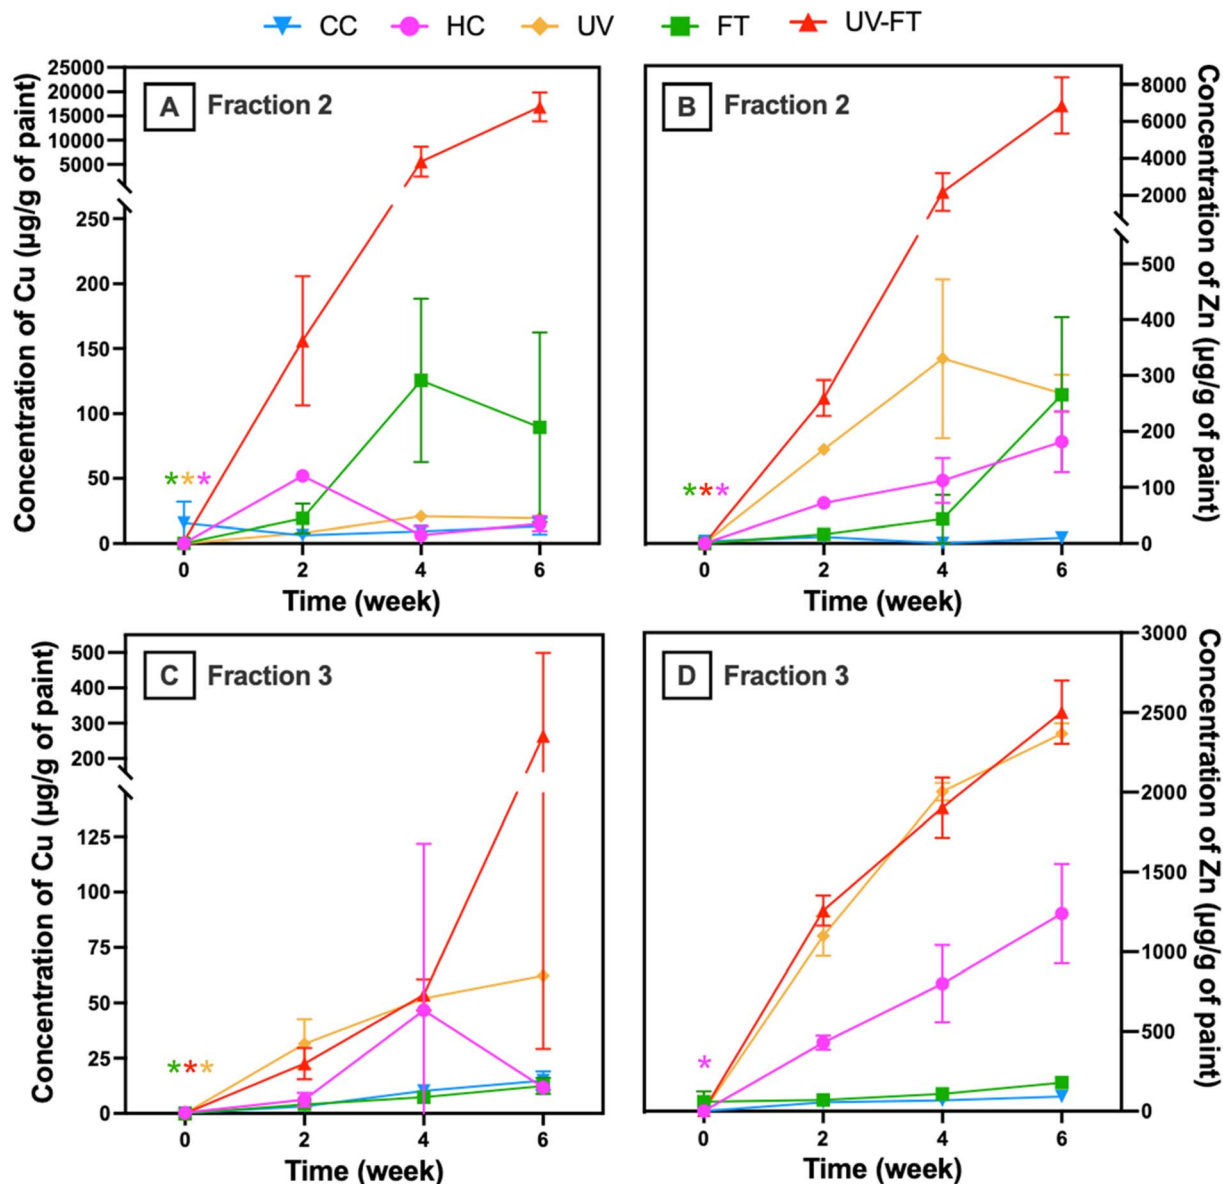 CC HC UV FT UV-FT
A Fraction 2
25000
20000
15000
10000
5000
250
200
150
100
50
0
Concentration of Cu (µg/g of paint)
* * *
0 2 4 6
Time (week)
B Fraction 2
8000
6000
4000
2000
500
400
300
200
100
0
Concentration of Zn (µg/g of paint)
* * *
0 2 4 6
Time (week)
C Fraction 3
500
400
300
200
125
100
75
50
25
0
Concentration of Cu (µg/g of paint)
* * *
0 2 4 6
Time (week)
D Fraction 3
3000
2500
2000
1500
1000
500
0
Concentration of Zn (µg/g of paint)
*
0 2 4 6
Time (week)